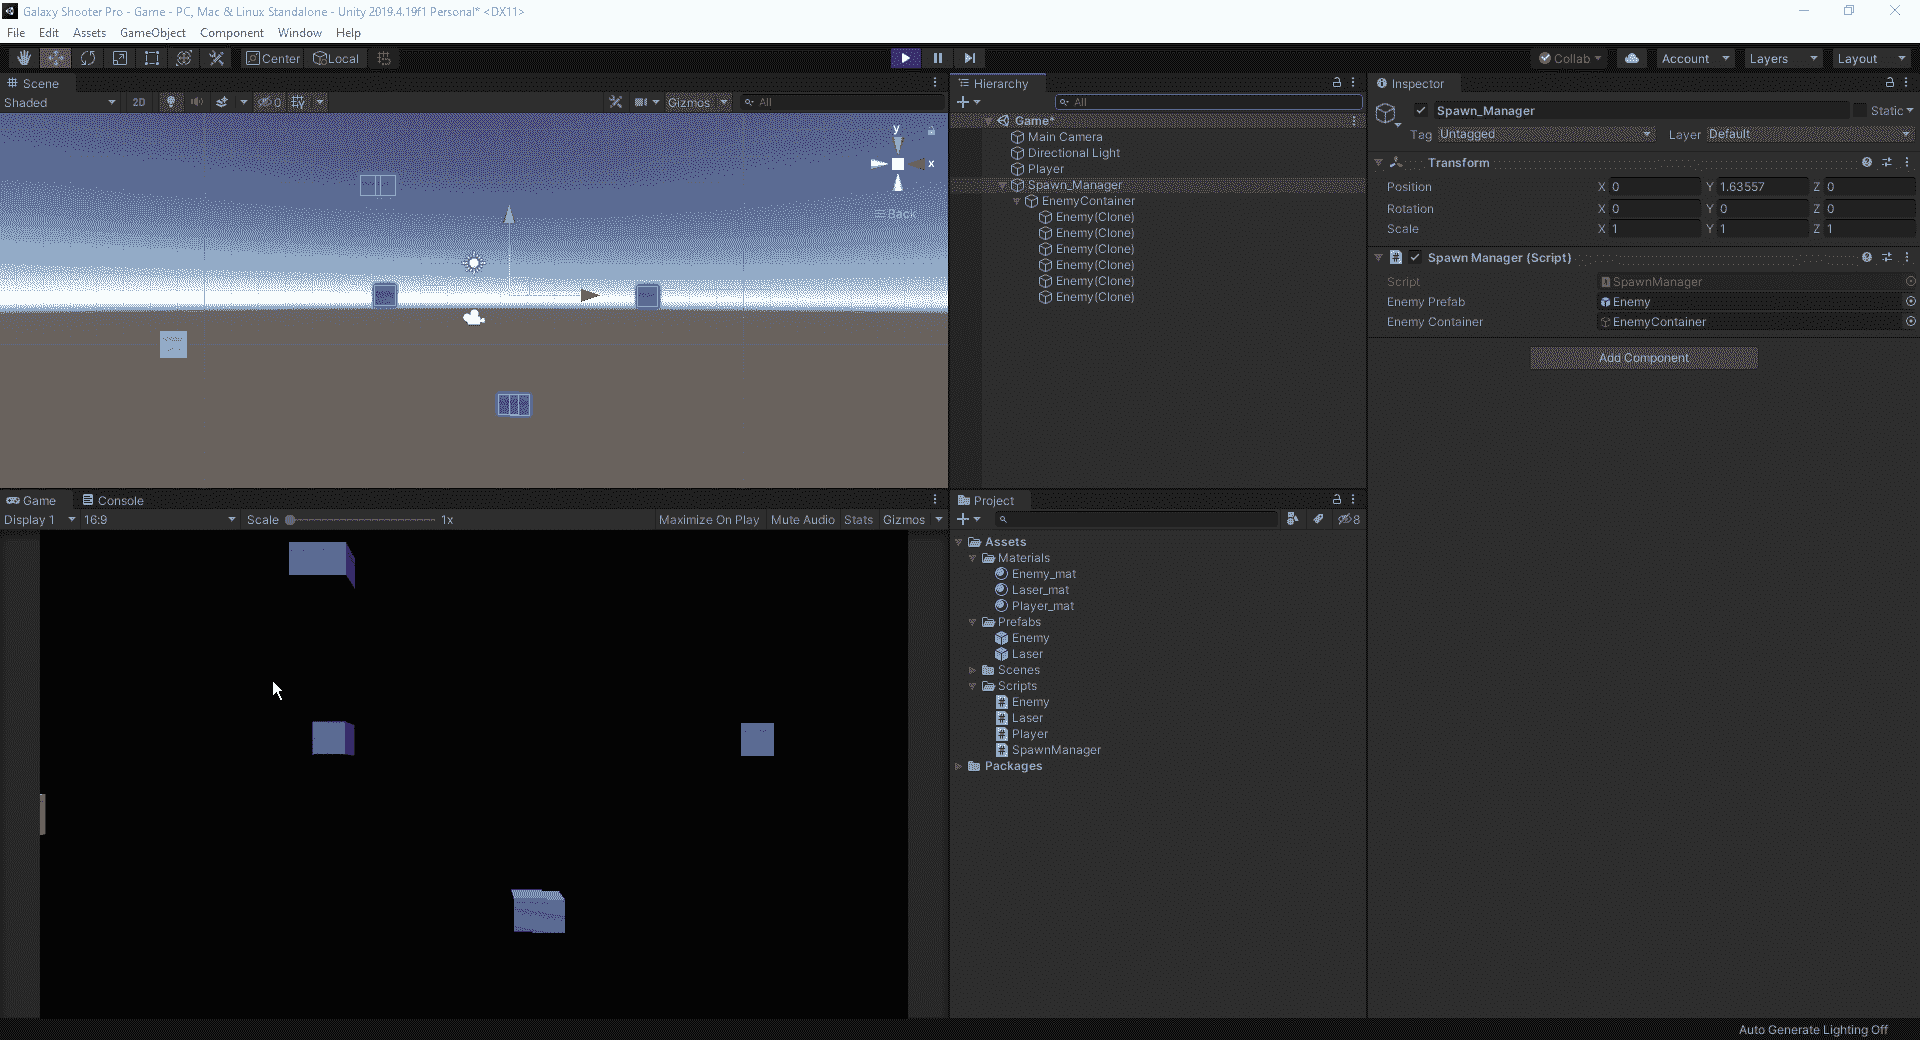 Galaxy Shooter Pro - Game - PC, Mac & Linux Standalone - Unity 2019.4.19f1 Personal* <DX11>
File Edit Assets GameObject Component Window Help
Center Local Collab Account Layers Layout
Scene
Shaded 2D 0 Gizmos All
y
x
Back
Hierarchy
All
Game*
Main Camera
Directional Light
Player
Spawn_Manager
EnemyContainer
Enemy(Clone)
Enemy(Clone)
Enemy(Clone)
Enemy(Clone)
Enemy(Clone)
Enemy(Clone)
Inspector
Spawn_Manager Static
Tag Untagged Layer Default
Transform
Position X 0 Y 1.63557 Z 0
Rotation X 0 Y 0 Z 0
Scale X 1 Y 1 Z 1
Spawn Manager (Script)
Script SpawnManager
Enemy Prefab Enemy
Enemy Container EnemyContainer
Add Component
Game Console
Display 1 16:9 Scale 1x Maximize On Play Mute Audio Stats Gizmos
Project
8
Assets
Materials
Enemy_mat
Laser_mat
Player_mat
Prefabs
Enemy
Laser
Scenes
Scripts
Enemy
Laser
Player
SpawnManager
Packages
Auto Generate Lighting Off